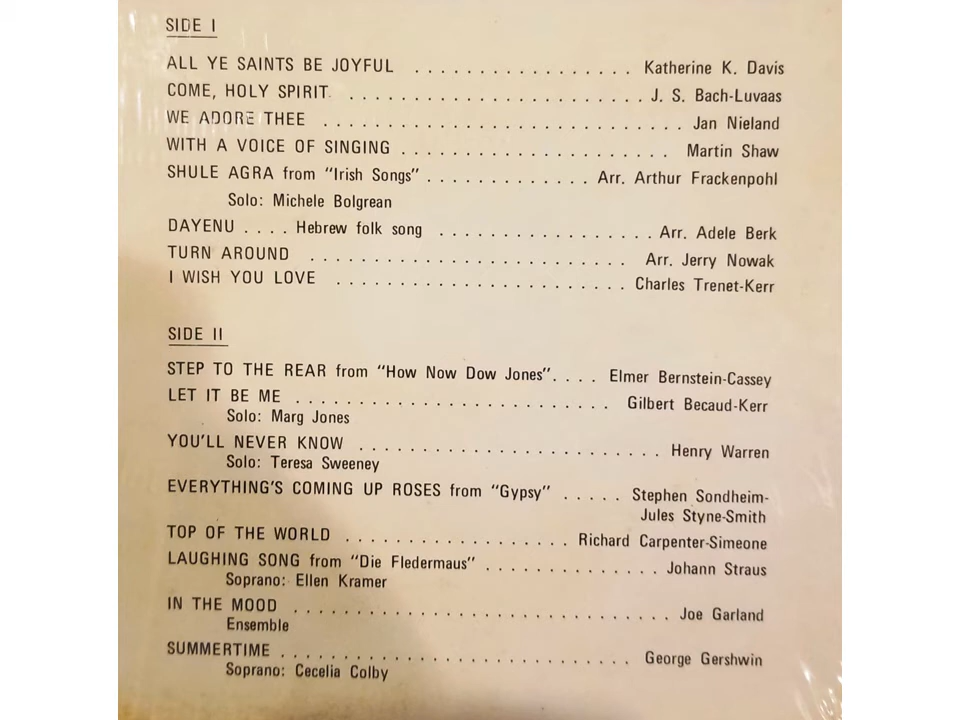 SIDE I
ALL YE SAINTS BE JOYFUL . . . . . . . . . . . . . . . . . Katherine K. Davis
COME, HOLY SPIRIT . . . . . . . . . . . . . . . . . . . . . . . J. S. Bach-Luvaas
WE ADORE THEE . . . . . . . . . . . . . . . . . . . . . . . . . . . . Jan Nieland
WITH A VOICE OF SINGING . . . . . . . . . . . . . . . . . . . . . Martin Shaw
SHULE AGRA from "Irish Songs" . . . . . . . . . . . . . Arr. Arthur Frackenpohl
Solo: Michele Bolgrean
DAYENU . . . . Hebrew folk song . . . . . . . . . . . . . . . . . Arr. Adele Berk
TURN AROUND . . . . . . . . . . . . . . . . . . . . . . . . . Arr. Jerry Nowak
I WISH YOU LOVE . . . . . . . . . . . . . . . . . . . . . . . Charles Trenet-Kerr
SIDE II
STEP TO THE REAR from "How Now Dow Jones" . . . . Elmer Bernstein-Cassey
LET IT BE ME . . . . . . . . . . . . . . . . . . . . . . . . . Gilbert Becaud-Kerr
Solo: Marg Jones
YOU'LL NEVER KNOW . . . . . . . . . . . . . . . . . . . . . . . . Henry Warren
Solo: Teresa Sweeney
EVERYTHING'S COMING UP ROSES from "Gypsy" . . . . . Stephen Sondheim-
Jules Styne-Smith
TOP OF THE WORLD . . . . . . . . . . . . . . . . . . Richard Carpenter-Simeone
LAUGHING SONG from "Die Fledermaus" . . . . . . . . . . . . . . Johann Straus
Soprano: Ellen Kramer
IN THE MOOD . . . . . . . . . . . . . . . . . . . . . . . . . . . . . . Joe Garland
Ensemble
SUMMERTIME . . . . . . . . . . . . . . . . . . . . . . . . . . . . George Gershwin
Soprano: Cecelia Colby